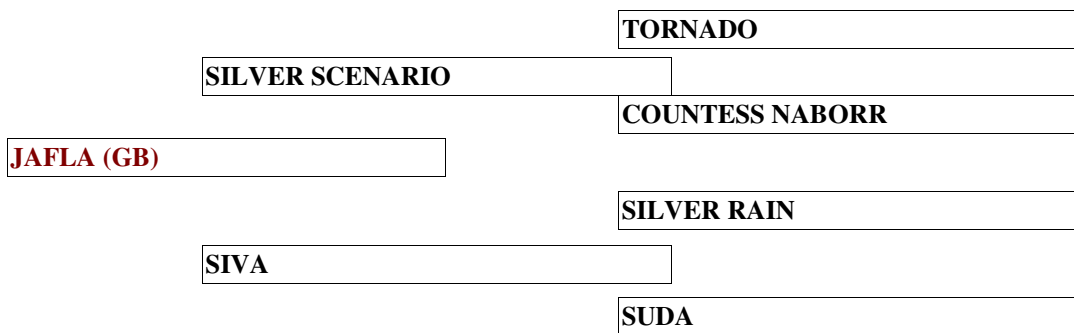 TORNADO
SILVER SCENARIO
COUNTESS NABORR
JAFLA (GB)
SILVER RAIN
SIVA
SUDA